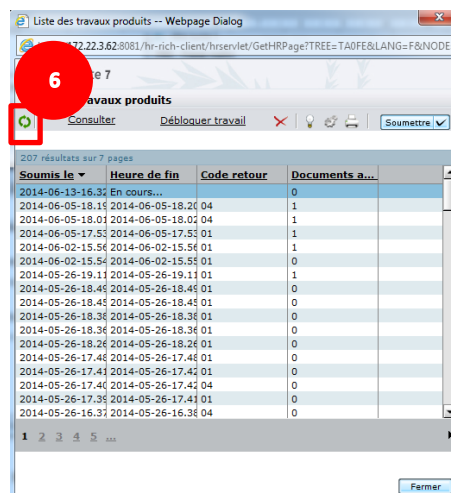 Liste des travaux produits -- Webpage Dialog
172.22.3.62:8081/hr-rich-client/hrservlet/GetHRPage?TREE=TA0FE&LANG=F&NODE
6
te 7
avaux produits
Consulter Débloquer travail Soumettre
207 résultats sur 7 pages
Soumis le Heure de fin Code retour Documents a...
2014-06-13-16.32 En cours... 0
2014-06-05-18.19 2014-06-05-18.20 04 1
2014-06-05-18.01 2014-06-05-18.02 04 1
2014-06-05-17.53 2014-06-05-17.53 01 1
2014-06-02-15.56 2014-06-02-15.56 01 1
2014-06-02-15.54 2014-06-02-15.55 01 0
2014-05-26-19.11 2014-05-26-19.11 01 1
2014-05-26-18.49 2014-05-26-18.49 01 0
2014-05-26-18.45 2014-05-26-18.45 01 0
2014-05-26-18.38 2014-05-26-18.38 01 0
2014-05-26-18.36 2014-05-26-18.36 01 0
2014-05-26-18.26 2014-05-26-18.26 01 0
2014-05-26-17.48 2014-05-26-17.48 01 0
2014-05-26-17.41 2014-05-26-17.42 01 0
2014-05-26-17.40 2014-05-26-17.42 04 0
2014-05-26-17.39 2014-05-26-17.41 01 0
2014-05-26-16.37 2014-05-26-16.38 04 0
1 2 3 4 5 ...
Fermer